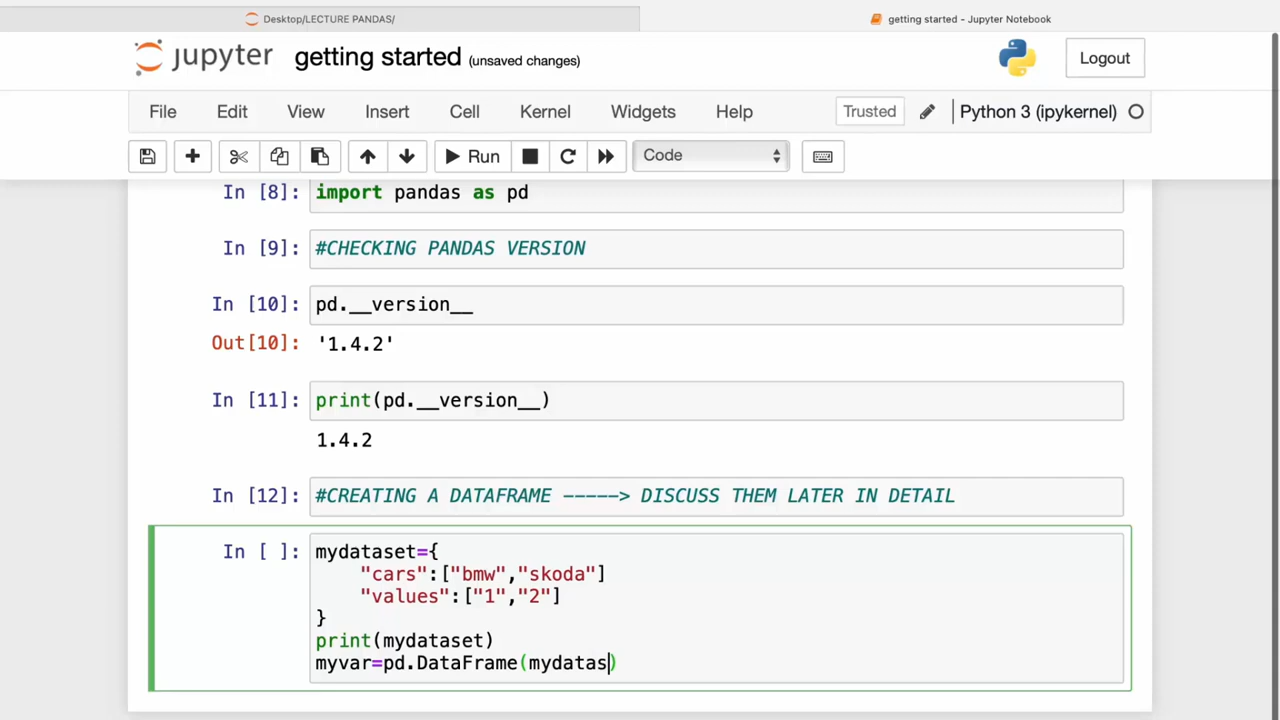 Desktop/LECTURE PANDAS/
getting started - Jupyter Notebook
jupyter getting started (unsaved changes)
Logout
File Edit View Insert Cell Kernel Widgets Help Trusted Python 3 (ipykernel)
Run Code
In [8]: import pandas as pd
In [9]: #CHECKING PANDAS VERSION
In [10]: pd.__version__
Out[10]: '1.4.2'
In [11]: print(pd.__version__)
1.4.2
In [12]: #CREATING A DATAFRAME -----> DISCUSS THEM LATER IN DETAIL
In [ ]: mydataset={
"cars":["bmw","skoda"]
"values":["1","2"]
}
print(mydataset)
myvar=pd.DataFrame(mydatas)